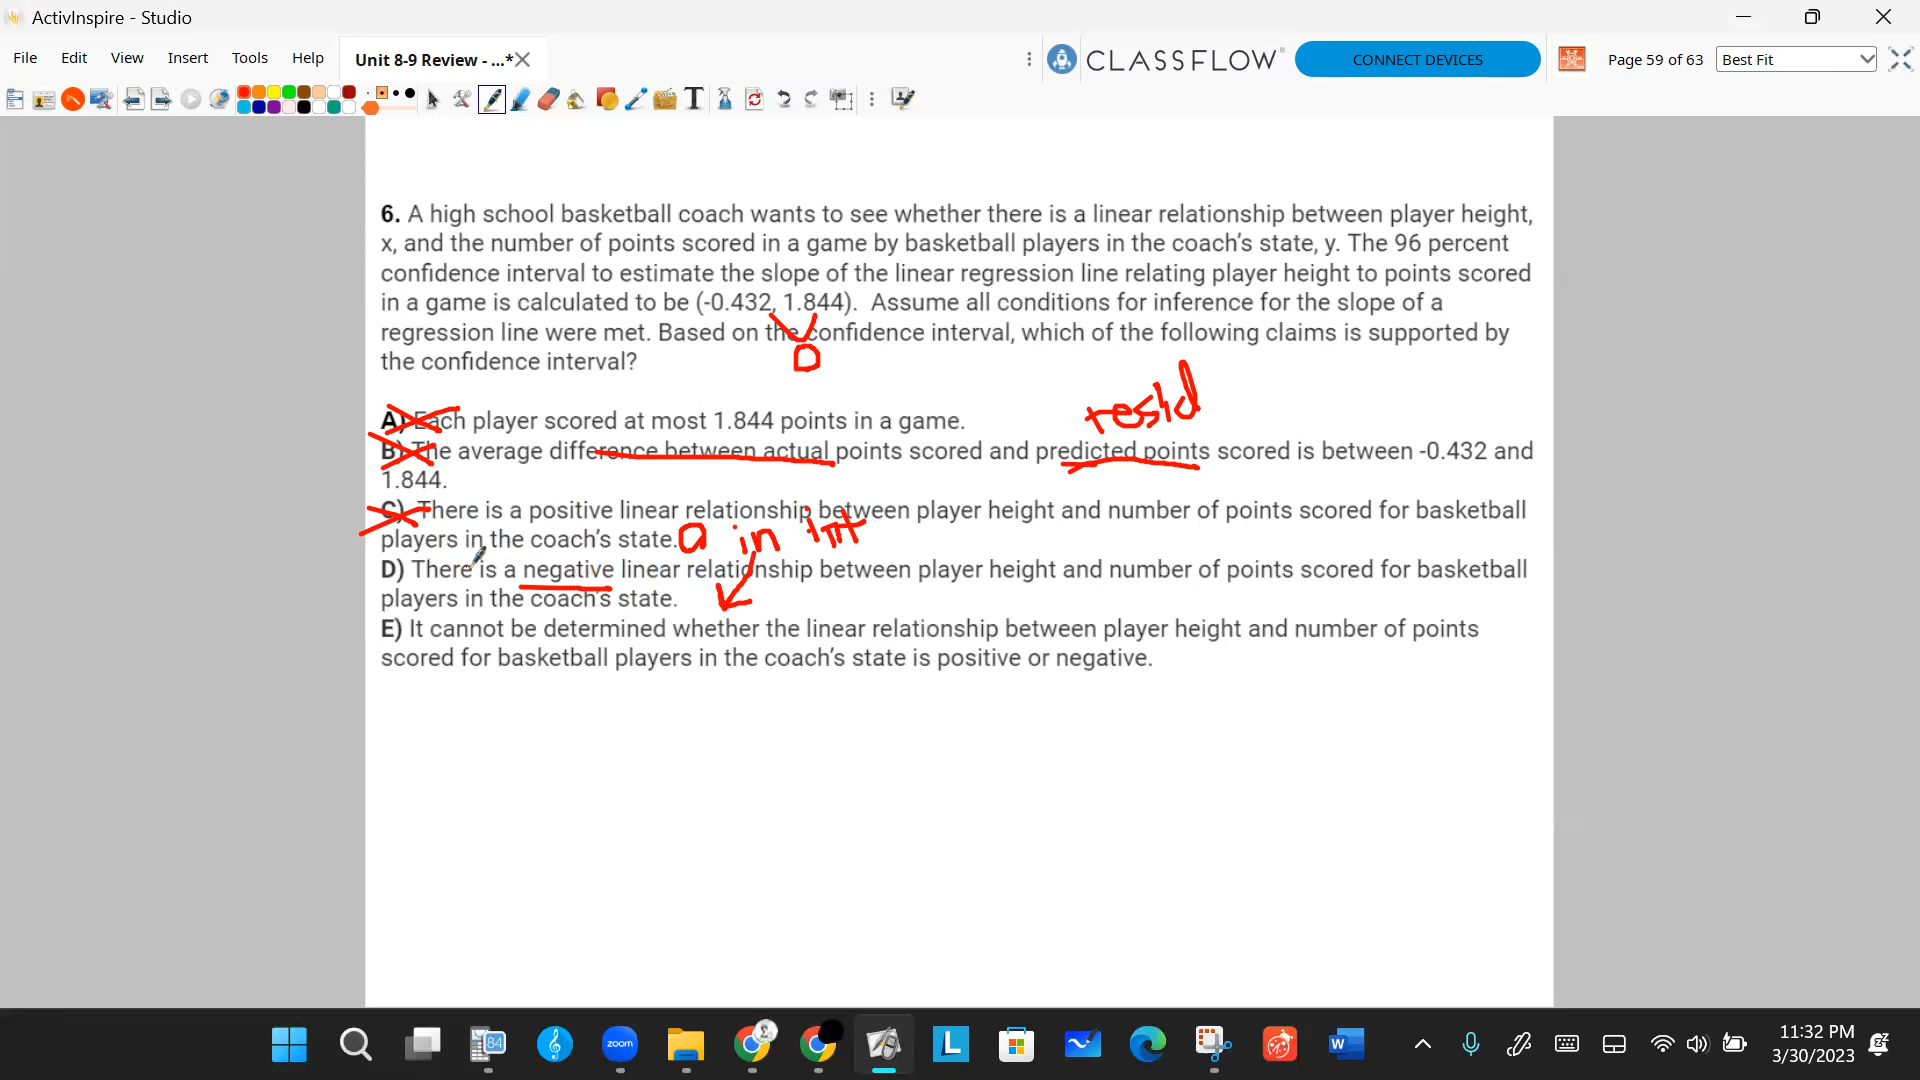 ActivInspire - Studio
File Edit View Insert Tools Help Unit 8-9 Review - ...* CLASSFLOW CONNECT DEVICES Page 59 of 63 Best Fit
T
6. A high school basketball coach wants to see whether there is a linear relationship between player height,
x, and the number of points scored in a game by basketball players in the coach's state, y. The 96 percent
confidence interval to estimate the slope of the linear regression line relating player height to points scored
in a game is calculated to be (-0.432, 1.844). Assume all conditions for inference for the slope of a
regression line were met. Based on the confidence interval, which of the following claims is supported by
the confidence interval?
0
resid
A) Each player scored at most 1.844 points in a game.
B) The average difference between actual points scored and predicted points scored is between -0.432 and
1.844.
C) There is a positive linear relationship between player height and number of points scored for basketball
players in the coach's state.
0 in int
D) There is a negative linear relationship between player height and number of points scored for basketball
players in the coach's state.
E) It cannot be determined whether the linear relationship between player height and number of points
scored for basketball players in the coach's state is positive or negative.
84 zoom L W 11:32 PM
3/30/2023